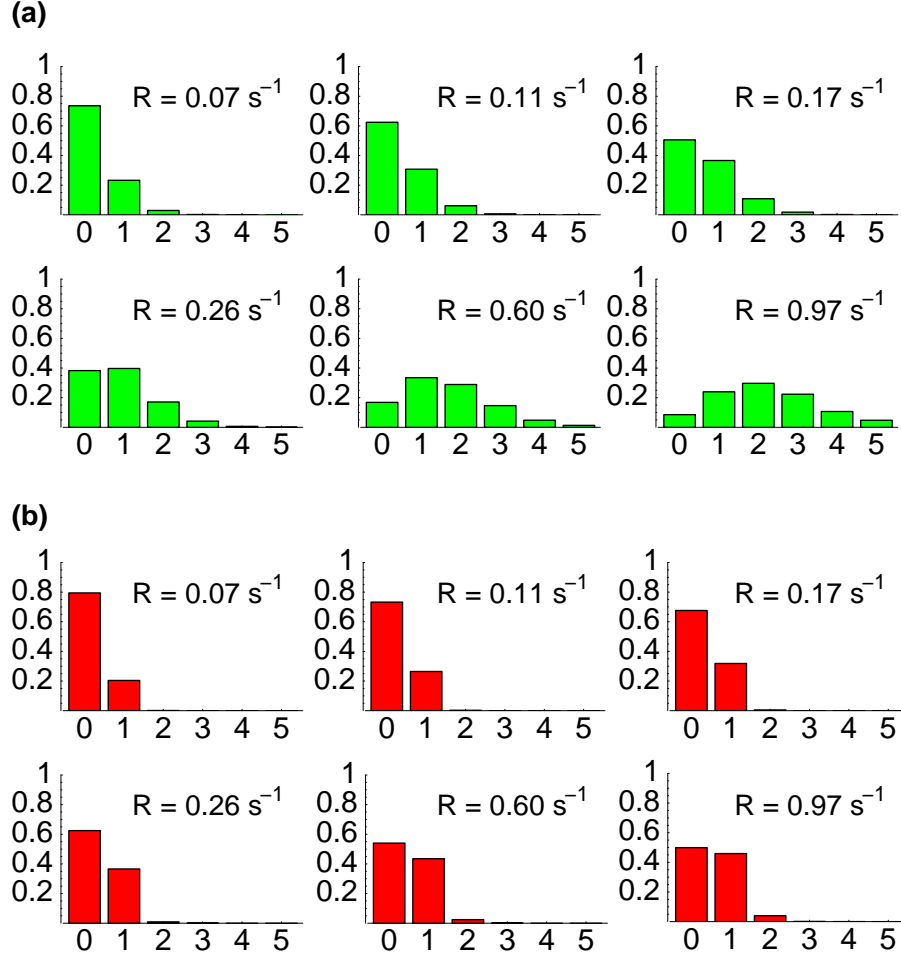 (a)
1 0.8 0.6 0.4 0.2 R = 0.07 s⁻¹ 0 1 2 3 4 5
1 0.8 0.6 0.4 0.2 R = 0.11 s⁻¹ 0 1 2 3 4 5
1 0.8 0.6 0.4 0.2 R = 0.17 s⁻¹ 0 1 2 3 4 5
1 0.8 0.6 0.4 0.2 R = 0.26 s⁻¹ 0 1 2 3 4 5
1 0.8 0.6 0.4 0.2 R = 0.60 s⁻¹ 0 1 2 3 4 5
1 0.8 0.6 0.4 0.2 R = 0.97 s⁻¹ 0 1 2 3 4 5
(b)
1 0.8 0.6 0.4 0.2 R = 0.07 s⁻¹ 0 1 2 3 4 5
1 0.8 0.6 0.4 0.2 R = 0.11 s⁻¹ 0 1 2 3 4 5
1 0.8 0.6 0.4 0.2 R = 0.17 s⁻¹ 0 1 2 3 4 5
1 0.8 0.6 0.4 0.2 R = 0.26 s⁻¹ 0 1 2 3 4 5
1 0.8 0.6 0.4 0.2 R = 0.60 s⁻¹ 0 1 2 3 4 5
1 0.8 0.6 0.4 0.2 R = 0.97 s⁻¹ 0 1 2 3 4 5